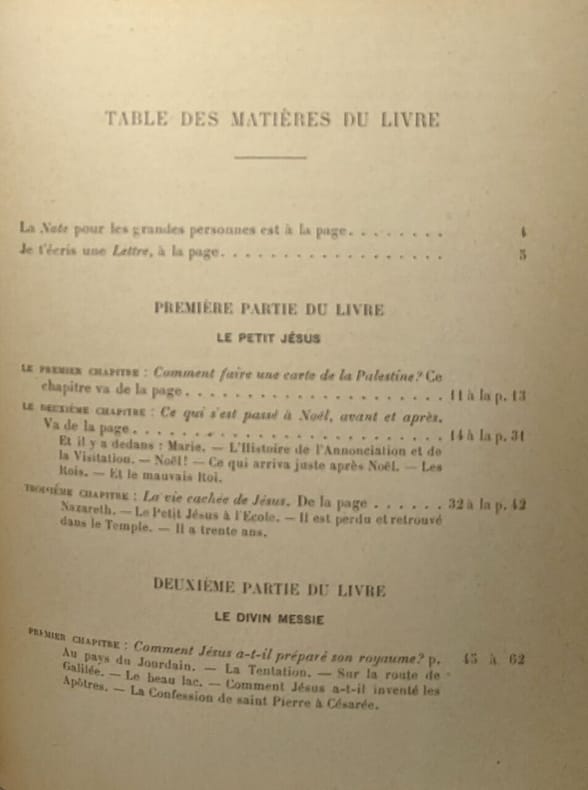 TABLE DES MATIÈRES DU LIVRE
La Note pour les grandes personnes est à la page. . . . . . . . 4
Je t'écris une Lettre, à la page. . . . . . . . . . . . . . . . . . 5
PREMIÈRE PARTIE DU LIVRE
LE PETIT JÉSUS
LE PREMIER CHAPITRE : Comment faire une carte de la Palestine? Ce
chapitre va de la page. . . . . . . . . . . . . . . . . . . . . . 11 à la p. 13
LE DEUXIÈME CHAPITRE : Ce qui s'est passé à Noël, avant et après.
Va de la page. . . . . . . . . . . . . . . . . . . . . . . . . . 14 à la p. 31
Et il y a dedans : Marie. — L'Histoire de l'Annonciation et de
la Visitation. — Noël! — Ce qui arriva juste après Noël. — Les
Rois. — Et le mauvais Roi.
TROISIÈME CHAPITRE : La vie cachée de Jésus. De la page . . . . . . 32 à la p. 42
Nazareth. — Le Petit Jésus à l'École. — Il est perdu et retrouvé
dans le Temple. — Il a trente ans.
DEUXIÈME PARTIE DU LIVRE
LE DIVIN MESSIE
PREMIER CHAPITRE : Comment Jésus a-t-il préparé son royaume? p. 45 à 62
Au pays du Jourdain. — La Tentation. — Sur la route de
Galilée. — Le beau lac. — Comment Jésus a-t-il inventé les
Apôtres. — La Confession de saint Pierre à Césarée.